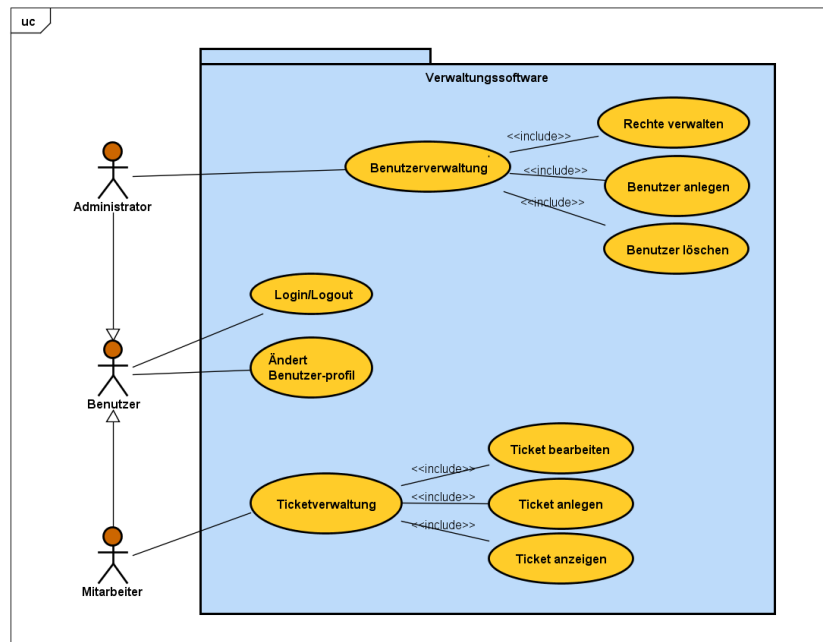 uc
Verwaltungssoftware
Rechte verwalten
<<include>>
Benutzerverwaltung
<<include>>
Benutzer anlegen
<<include>>
Benutzer löschen
Administrator
Login/Logout
Ändert
Benutzer-profil
Benutzer
Ticket bearbeiten
<<include>>
Ticketverwaltung
<<include>>
Ticket anlegen
<<include>>
Ticket anzeigen
Mitarbeiter